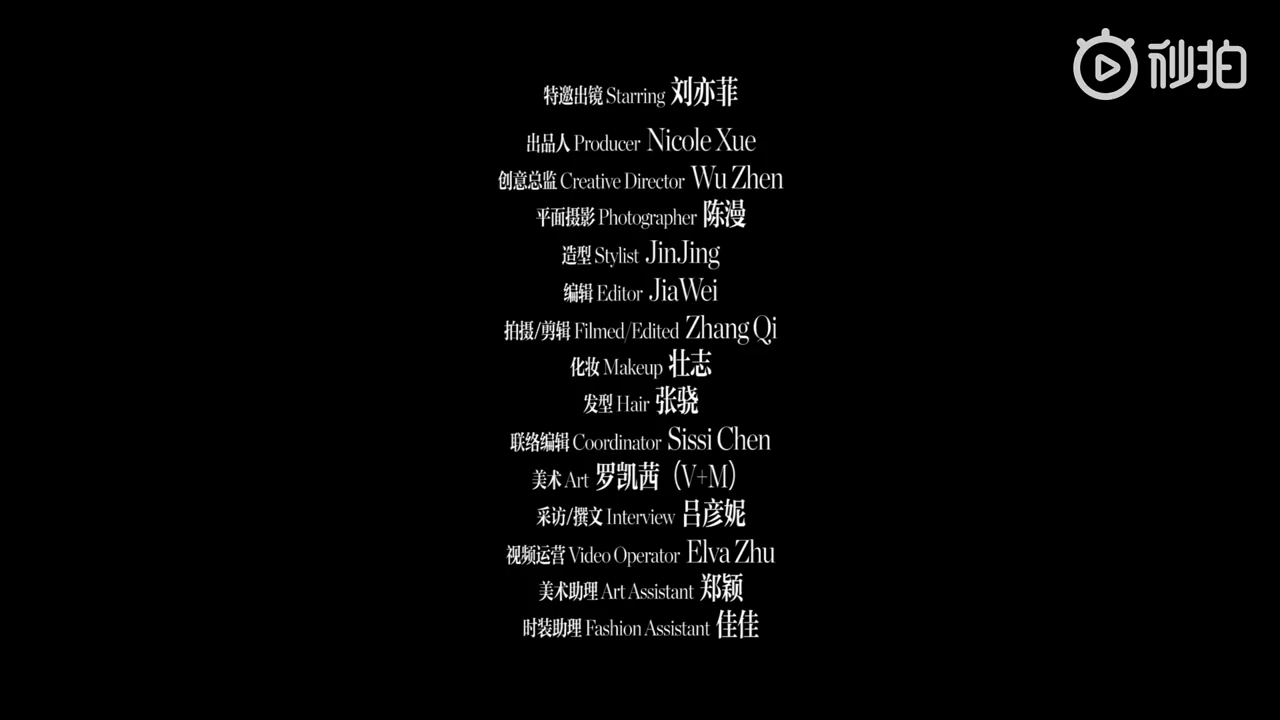 秒拍
特邀出镜 Starring 刘亦菲
出品人 Producer Nicole Xue
创意总监 Creative Director Wu Zhen
平面摄影 Photographer 陈漫
造型 Stylist JinJing
编辑 Editor JiaWei
拍摄/剪辑 Filmed/Edited Zhang Qi
化妆 Makeup 壮志
发型 Hair 张骁
联络编辑 Coordinator Sissi Chen
美术 Art 罗凯茜（V+M）
采访/撰文 Interview 吕彦妮
视频运营 Video Operator Elva Zhu
美术助理 Art Assistant 郑颖
时装助理 Fashion Assistant 佳佳